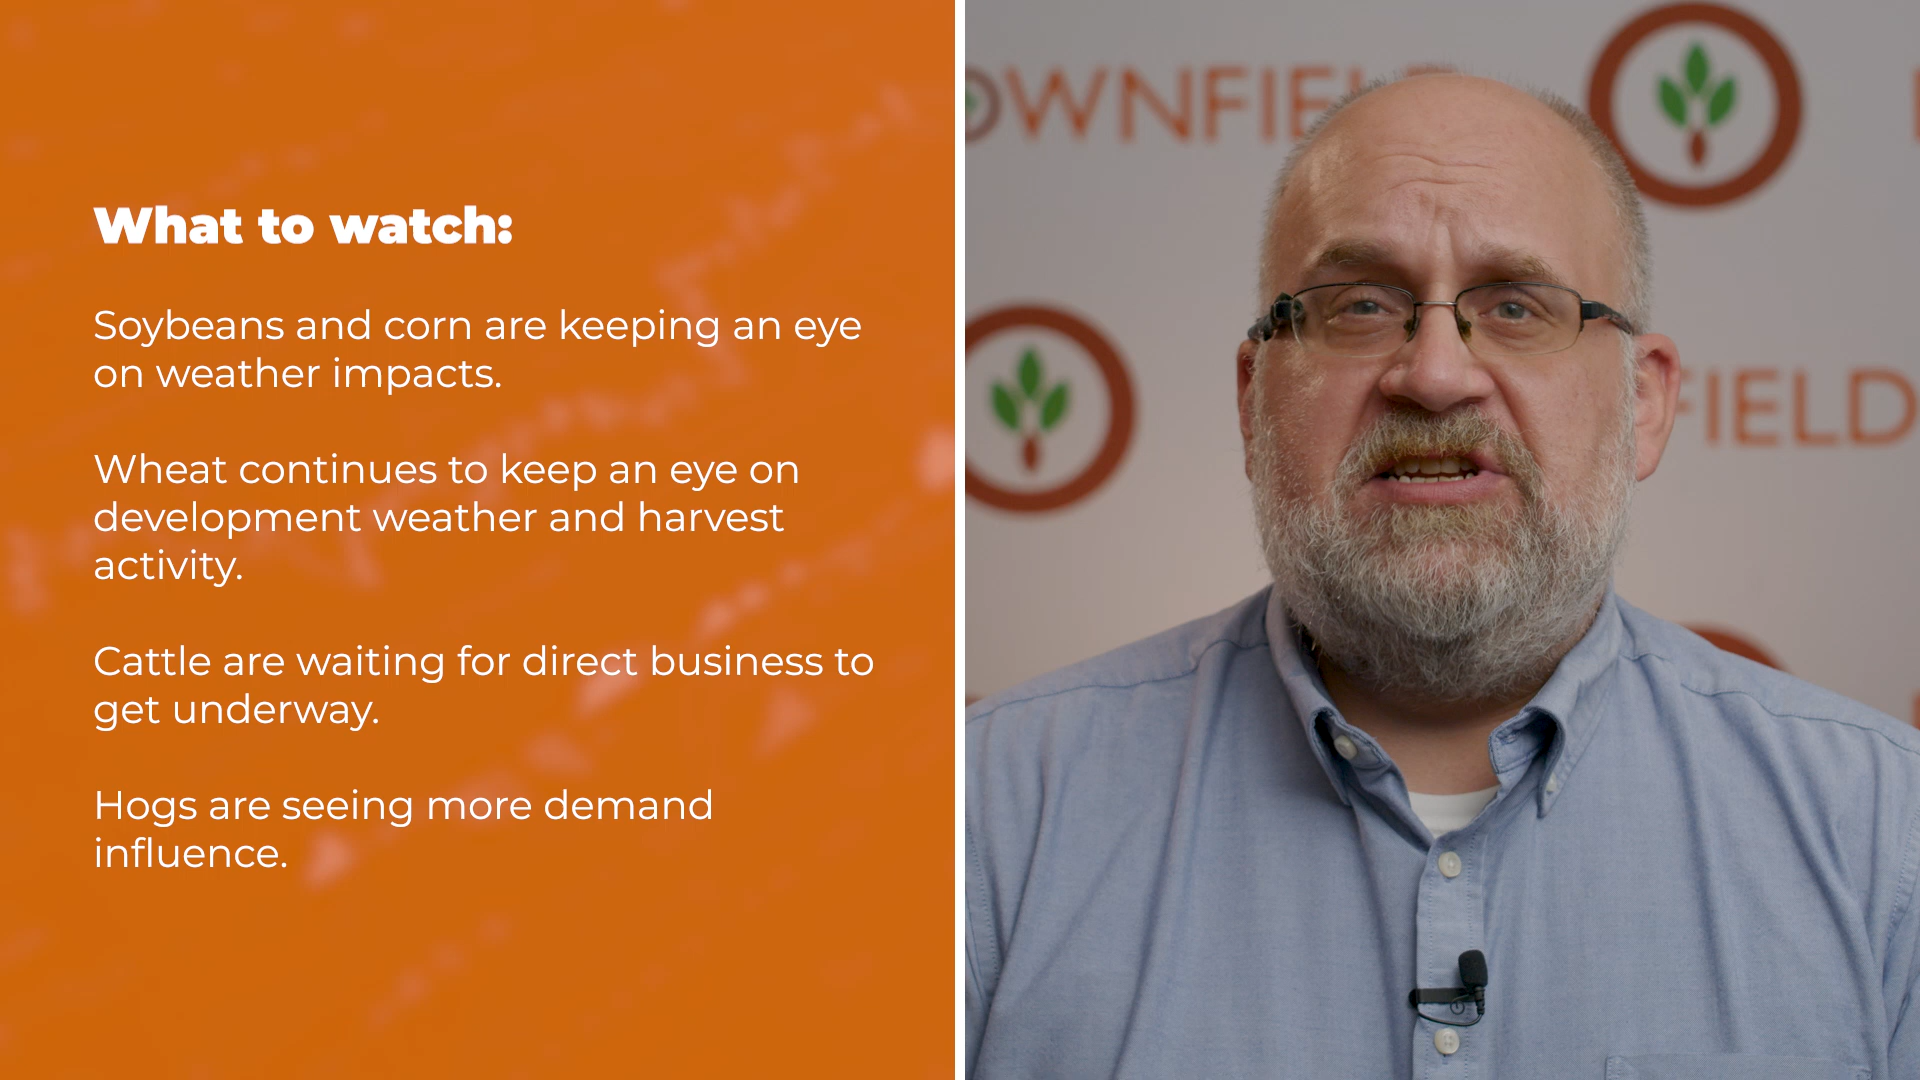 What to watch:
Soybeans and corn are keeping an eye
on weather impacts.
Wheat continues to keep an eye on
development weather and harvest
activity.
Cattle are waiting for direct business to
get underway.
Hogs are seeing more demand
influence.
OWNFIE
FIELD